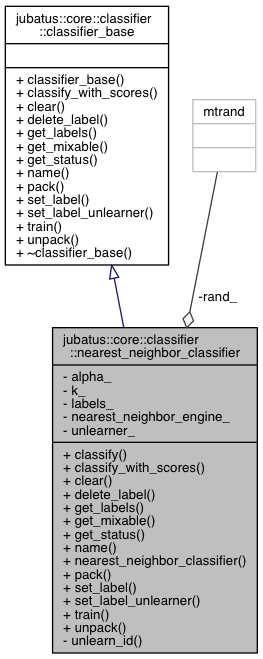 jubatus::core::classifier
::classifier_base
+ classifier_base()
+ classify_with_scores()
+ clear()
+ delete_label()
+ get_labels()
+ get_mixable()
+ get_status()
+ name()
+ pack()
+ set_label()
+ set_label_unlearner()
+ train()
+ unpack()
+ ~classifier_base()
mtrand
-rand_
jubatus::core::classifier
::nearest_neighbor_classifier
- alpha_
- k_
- labels_
- nearest_neighbor_engine_
- unlearner_
+ classify()
+ classify_with_scores()
+ clear()
+ delete_label()
+ get_labels()
+ get_mixable()
+ get_status()
+ name()
+ nearest_neighbor_classifier()
+ pack()
+ set_label()
+ set_label_unlearner()
+ train()
+ unpack()
- unlearn_id()